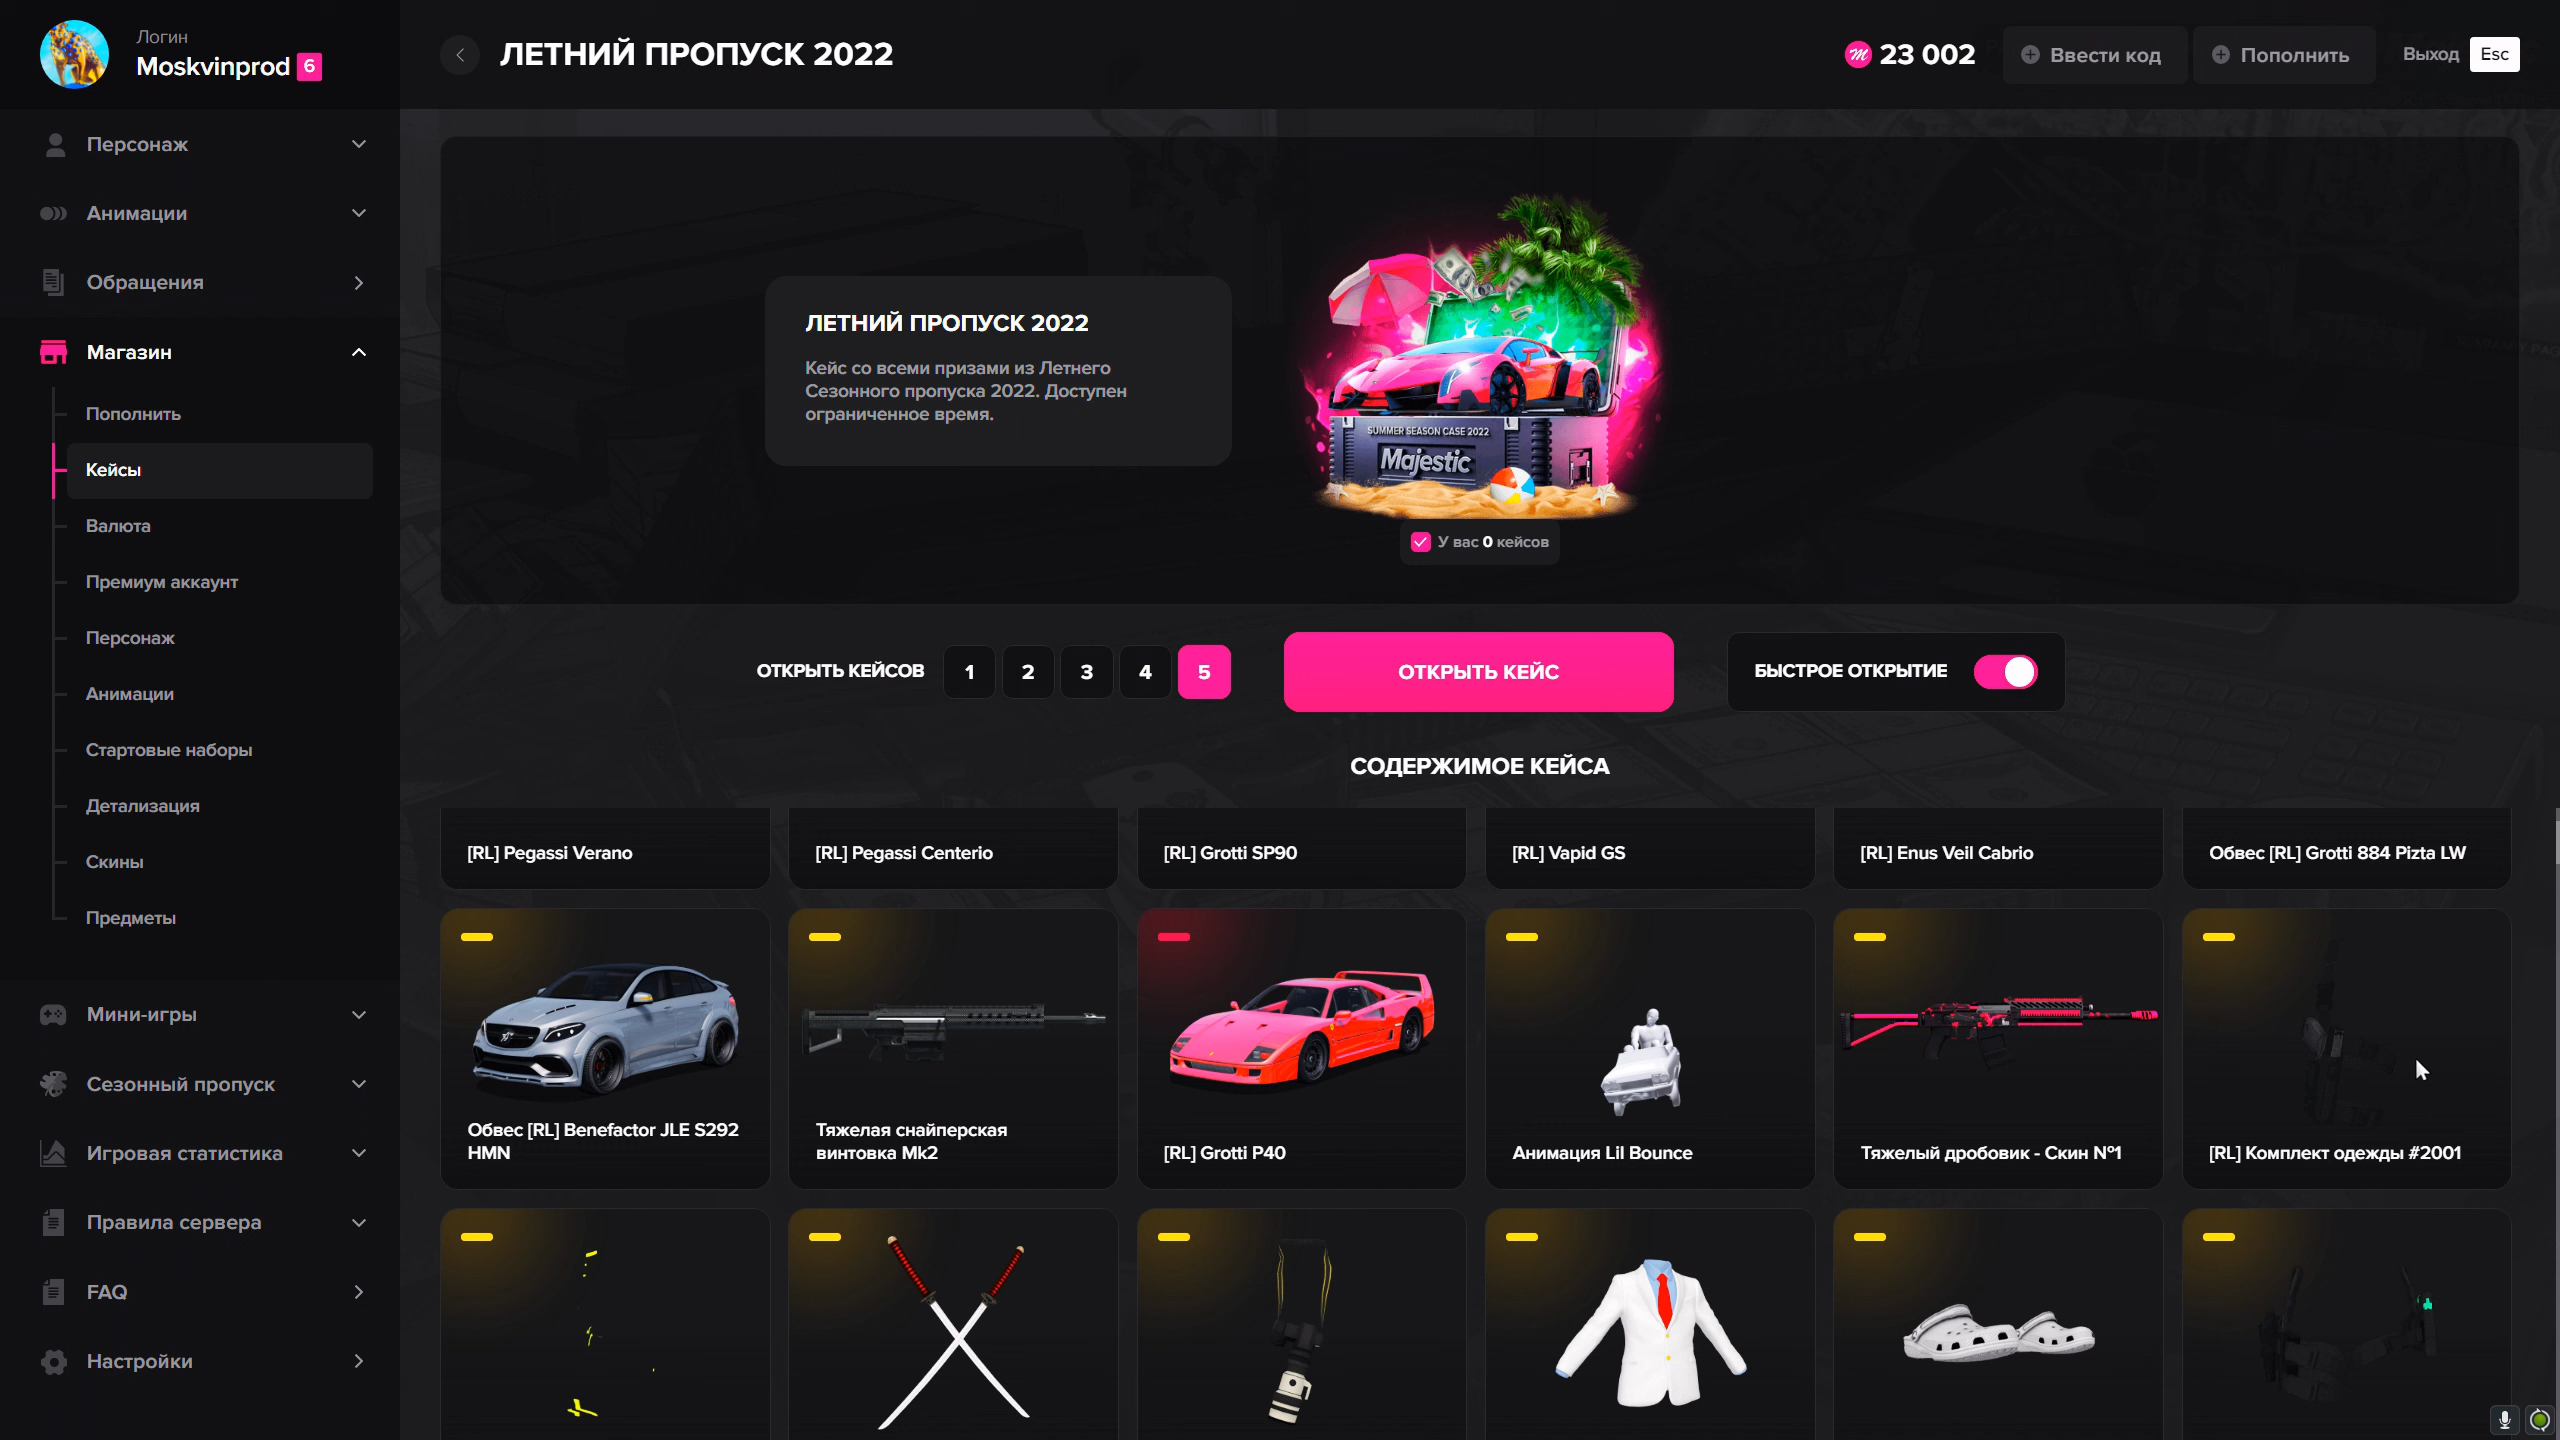 Логин
Moskvinprod 6
ЛЕТНИЙ ПРОПУСК 2022
23 002
Ввести код
Пополнить
Выход
Esc
Персонаж
Анимации
Обращения
Магазин
Пополнить
Кейсы
Валюта
Премиум аккаунт
Персонаж
Анимации
Стартовые наборы
Детализация
Скины
Предметы
Мини-игры
Сезонный пропуск
Игровая статистика
Правила сервера
FAQ
Настройки
ЛЕТНИЙ ПРОПУСК 2022
Кейс со всеми призами из Летнего
Сезонного пропуска 2022. Доступен
ограниченное время.
SUMMER SEASON CASE 2022
Majestic
У вас 0 кейсов
ОТКРЫТЬ КЕЙСОВ
1
2
3
4
5
ОТКРЫТЬ КЕЙС
БЫСТРОЕ ОТКРЫТИЕ
СОДЕРЖИМОЕ КЕЙСА
[RL] Pegassi Verano
[RL] Pegassi Centerio
[RL] Grotti SP90
[RL] Vapid GS
[RL] Enus Veil Cabrio
Обвес [RL] Grotti 884 Pizta LW
Обвес [RL] Benefactor JLE S292
HMN
Тяжелая снайперская
винтовка Mk2
[RL] Grotti P40
Анимация Lil Bounce
Тяжелый дробовик - Скин №1
[RL] Комплект одежды #2001